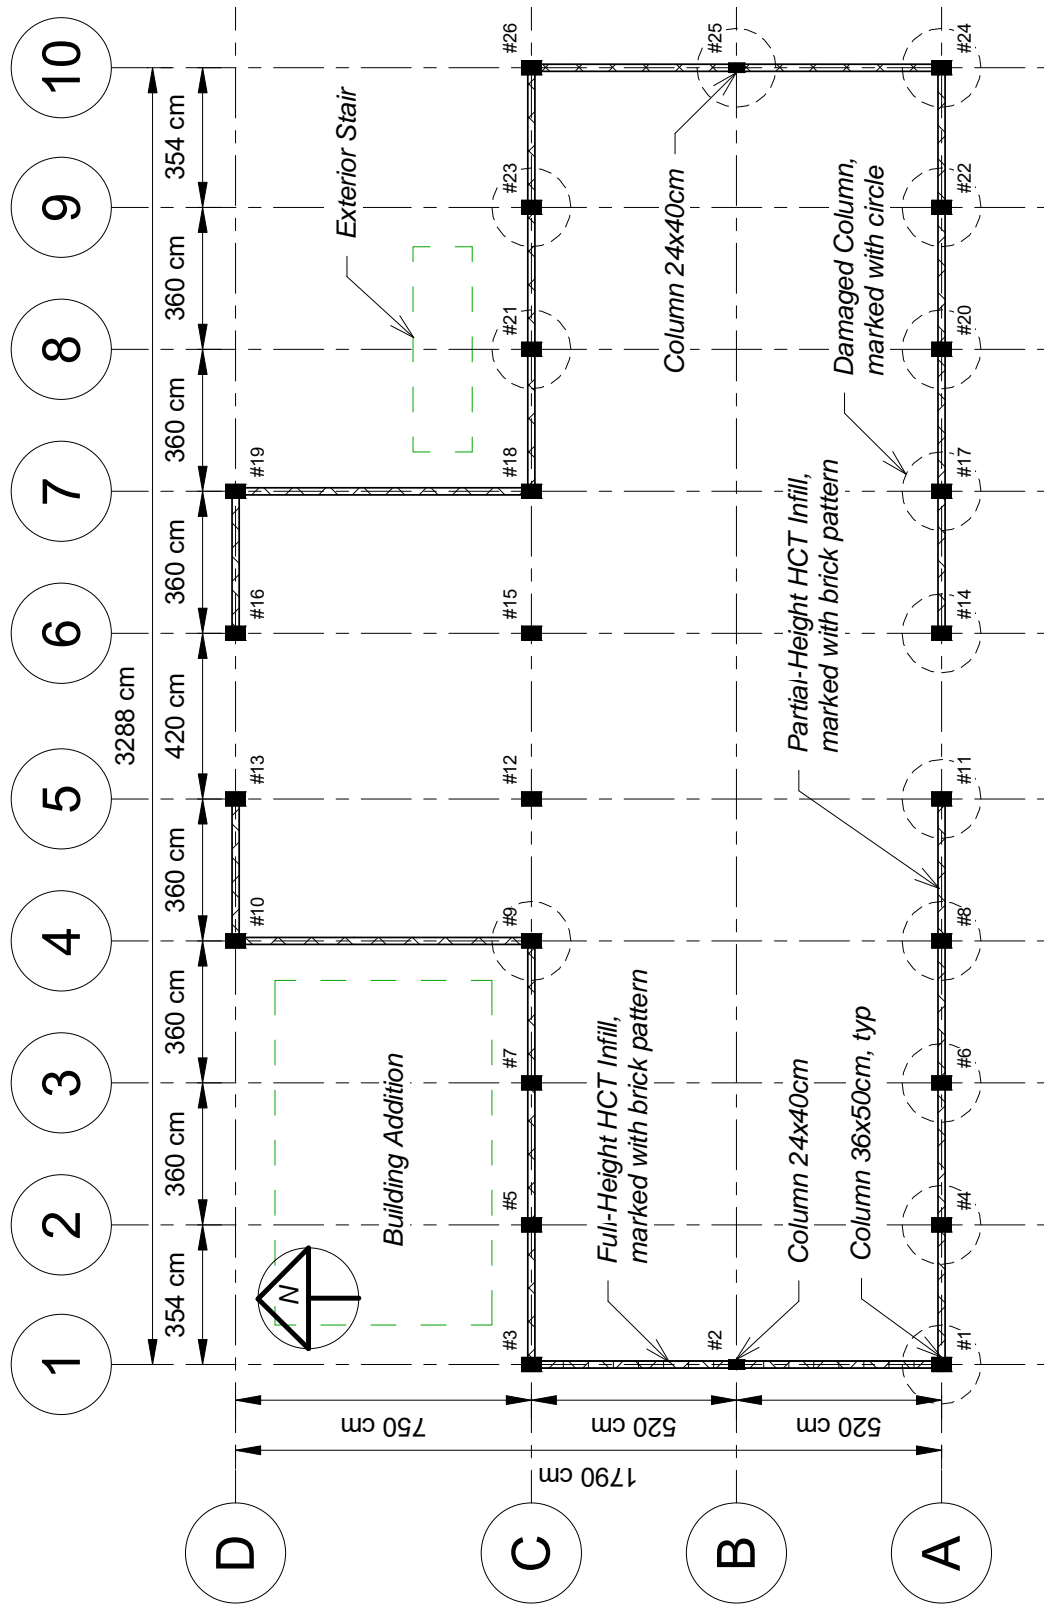 1
2
3
4
5
6
7
8
9
10
3288 cm
354 cm
360 cm
360 cm
360 cm
420 cm
360 cm
360 cm
360 cm
354 cm
D
C
B
A
1790 cm
750 cm
520 cm
520 cm
N
Building Addition
Exterior Stair
#10
#13
#16
#19
#3
#5
#7
#9
#12
#15
#18
#21
#23
#26
Full-Height HCT Infill,
marked with brick pattern
Column 24x40cm
#2
#25
Column 24x40cm
Column 36x50cm, typ
Partial-Height HCT Infill,
marked with brick pattern
Damaged Column,
marked with circle
#1
#4
#6
#8
#11
#14
#17
#20
#22
#24